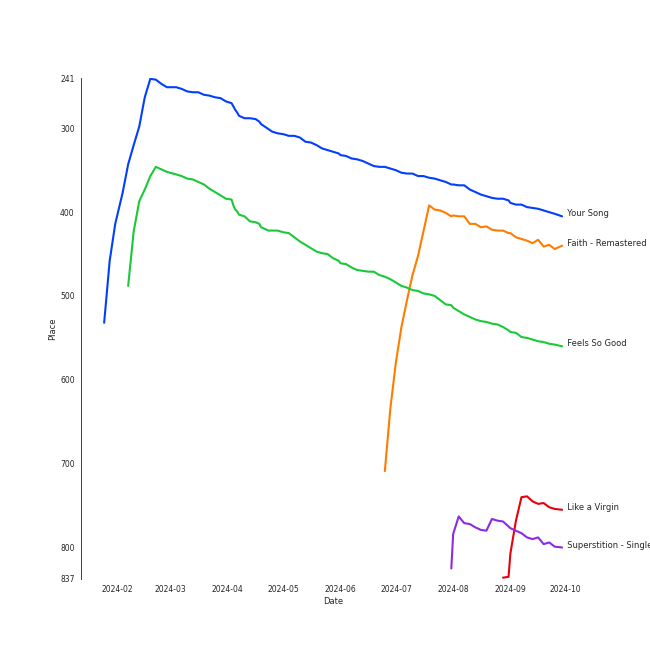 241
300
400
500
600
700
800
837
Place
Your Song
Faith - Remastered
Feels So Good
Like a Virgin
Superstition - Single
2024-02 2024-03 2024-04 2024-05 2024-06 2024-07 2024-08 2024-09 2024-10
Date